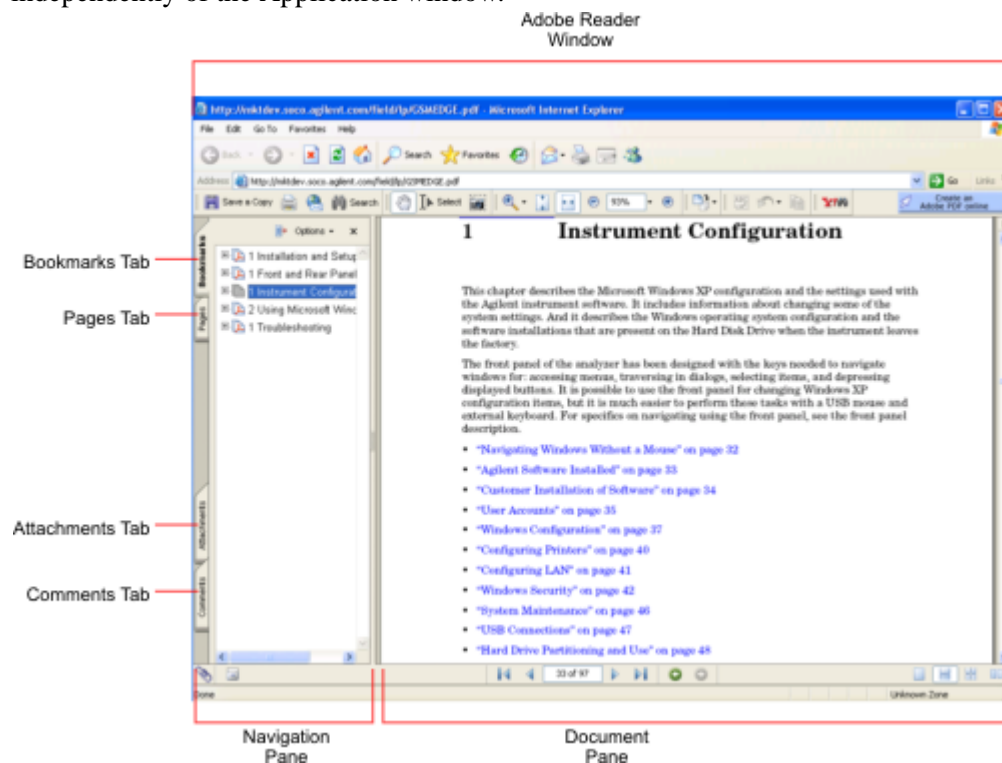 independently of the Application window.
Adobe Reader
Window
http://mktdev.soco.agilent.com/field/lp/GSMEDGE.pdf - Microsoft Internet Explorer
File Edit Go To Favorites Help
Back Search Favorites
Address http://mktdev.soco.agilent.com/field/lp/GSMEDGE.pdf Go Links
Save a Copy Search Select 93% Create an
Adobe PDF online
Bookmarks Tab
Pages Tab
Attachments Tab
Comments Tab
Bookmarks
Pages
Attachments
Comments
Options
1 Installation and Setup
1 Front and Rear Panel
1 Instrument Configurat
2 Using Microsoft Winc
1 Troubleshooting
1 Instrument Configuration
This chapter describes the Microsoft Windows XP configuration and the settings used with
the Agilent instrument software. It includes information about changing some of the
system settings. And it describes the Windows operating system configuration and the
software installations that are present on the Hard Disk Drive when the instrument leaves
the factory.
The front panel of the analyzer has been designed with the keys needed to navigate
windows for: accessing menus, traversing in dialogs, selecting items, and depressing
displayed buttons. It is possible to use the front panel for changing Windows XP
configuration items, but it is much easier to perform these tasks with a USB mouse and
external keyboard. For specifics on navigating using the front panel, see the front panel
description.
• "Navigating Windows Without a Mouse" on page 32
• "Agilent Software Installed" on page 33
• "Customer Installation of Software" on page 34
• "User Accounts" on page 35
• "Windows Configuration" on page 37
• "Configuring Printers" on page 40
• "Configuring LAN" on page 41
• "Windows Security" on page 42
• "System Maintenance" on page 46
• "USB Connections" on page 47
• "Hard Drive Partitioning and Use" on page 48
33 of 97
Done Unknown Zone
Navigation
Pane
Document
Pane